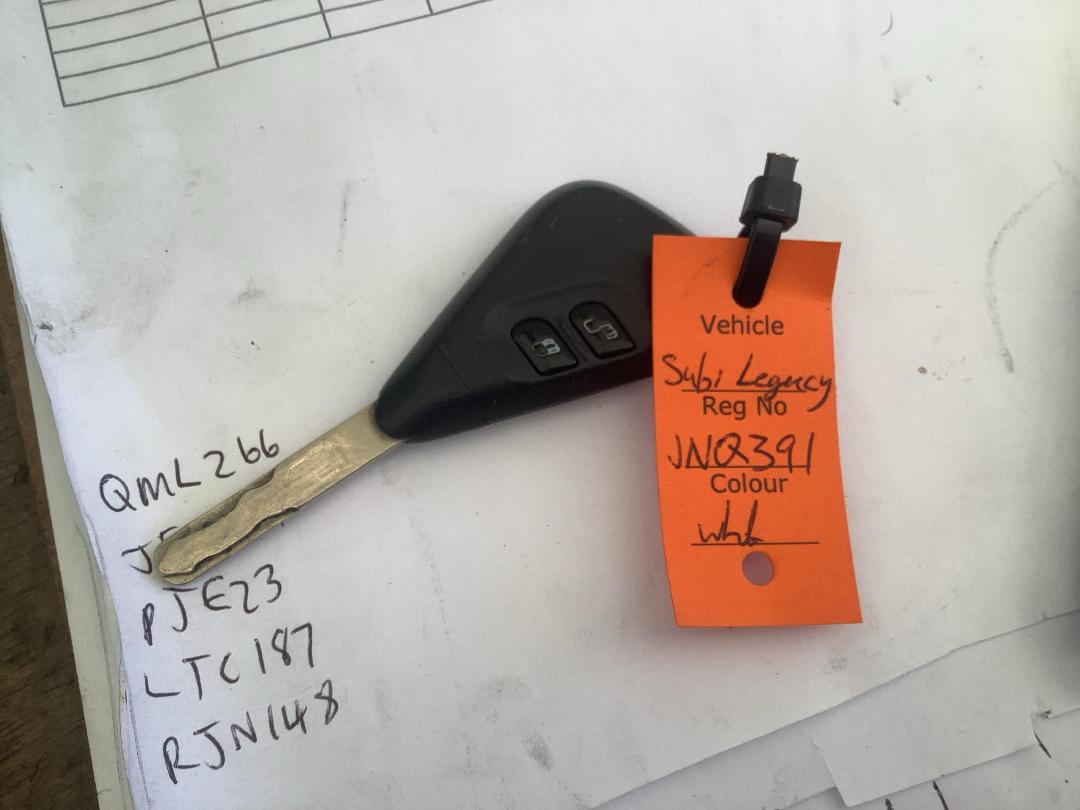 Vehicle
Subi Legacy
Reg No
JNQ391
Colour
wht
QML266
PJE23
LTC187
RJN148